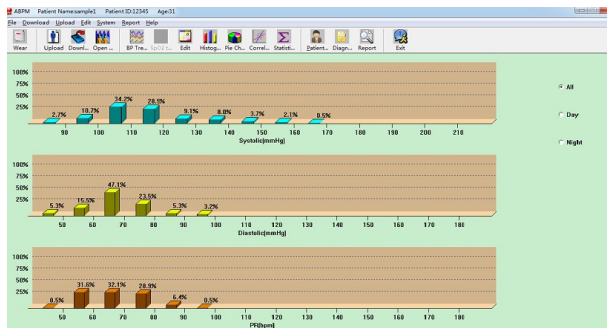 ABPM Patient Name:sample1 Patient ID:12345 Age:31
File Download Upload Edit System Report Help
Wear Upload Downl... Open ... BP Tre... SpO2 t... Edit Histog... Pie Ch... Correl... Statisti... Patient... Diagn... Report Exit
100%
75%
50%
25%
2.7% 10.7% 34.2% 28.9% 9.1% 8.0% 3.7% 2.1% 0.5%
90 100 110 120 130 140 150 160 170 180 190 200 210
Systolic[mmHg]
All
Day
Night
100%
75%
50%
25%
5.3% 15.5% 47.1% 23.5% 5.3% 3.2%
50 60 70 80 90 100 110 120 130 140 150 160 170 180
Diastolic[mmHg]
100%
75%
50%
25%
0.5% 31.6% 32.1% 28.9% 6.4% 0.5%
50 60 70 80 90 100 110 120 130 140 150 160 170 180
PR[bpm]